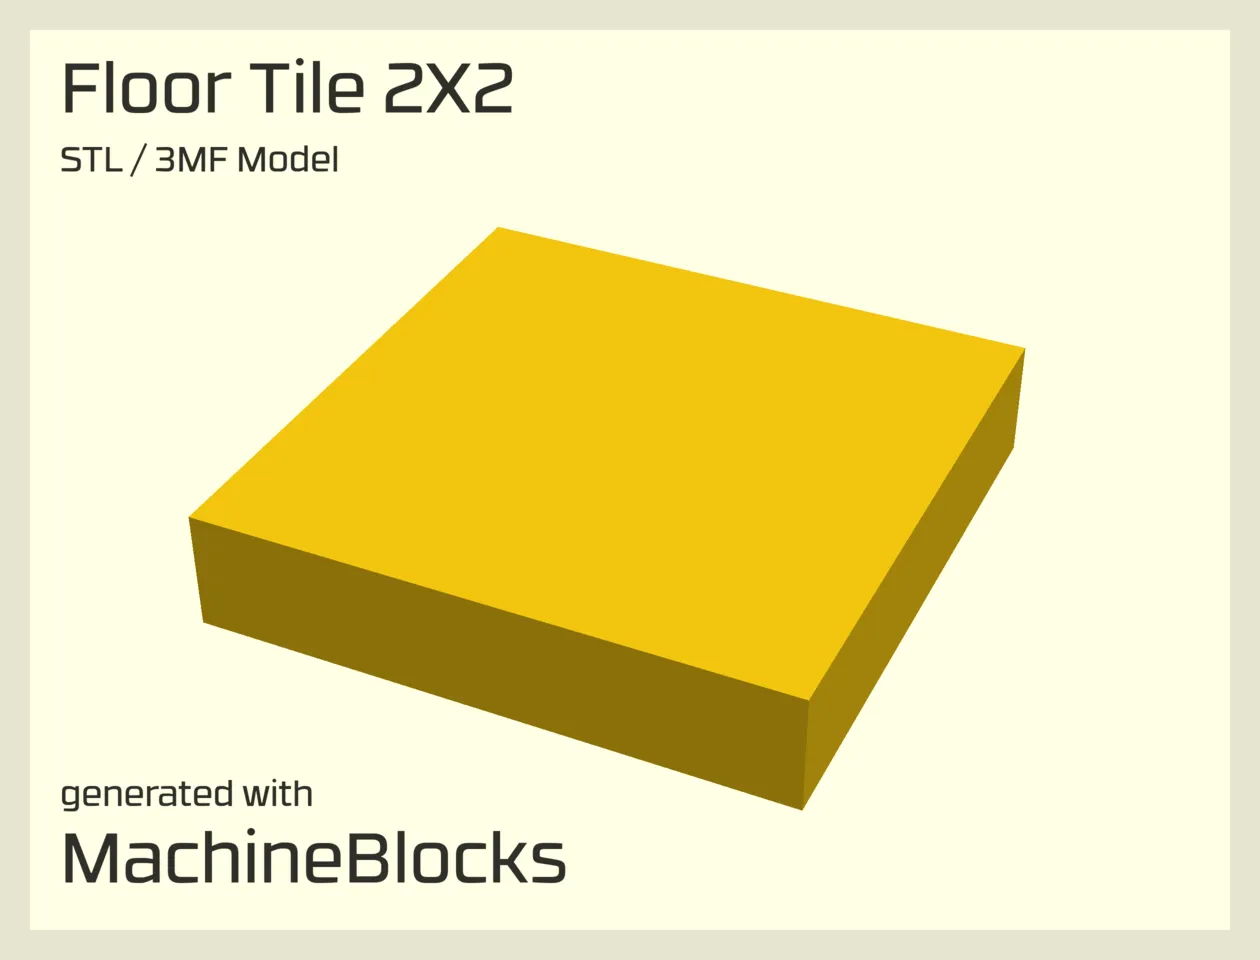 Floor Tile 2X2
STL / 3MF Model
generated with
MachineBlocks